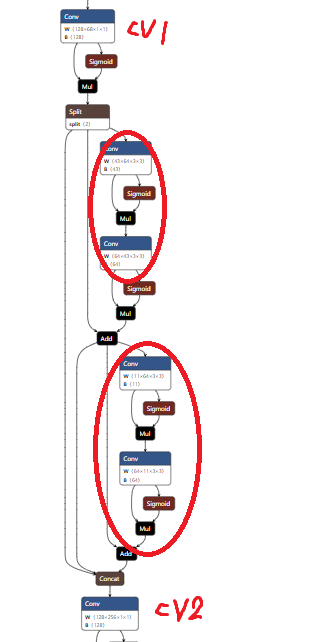 Conv
W (128×68×1×1)
B (128)
cV1
Sigmoid
Mul
Split
split (2)
Conv
W (43×64×3×3)
B (43)
Sigmoid
Mul
Conv
W (64×43×3×3)
(64)
Sigmoid
Mul
Add
Conv
W (11×64×3×3)
B (11)
Sigmoid
Mul
Conv
W (64×11×3×3)
B (64)
Sigmoid
Mul
Add
Concat
Conv
W (128×256×1×1)
B (128)
cV2